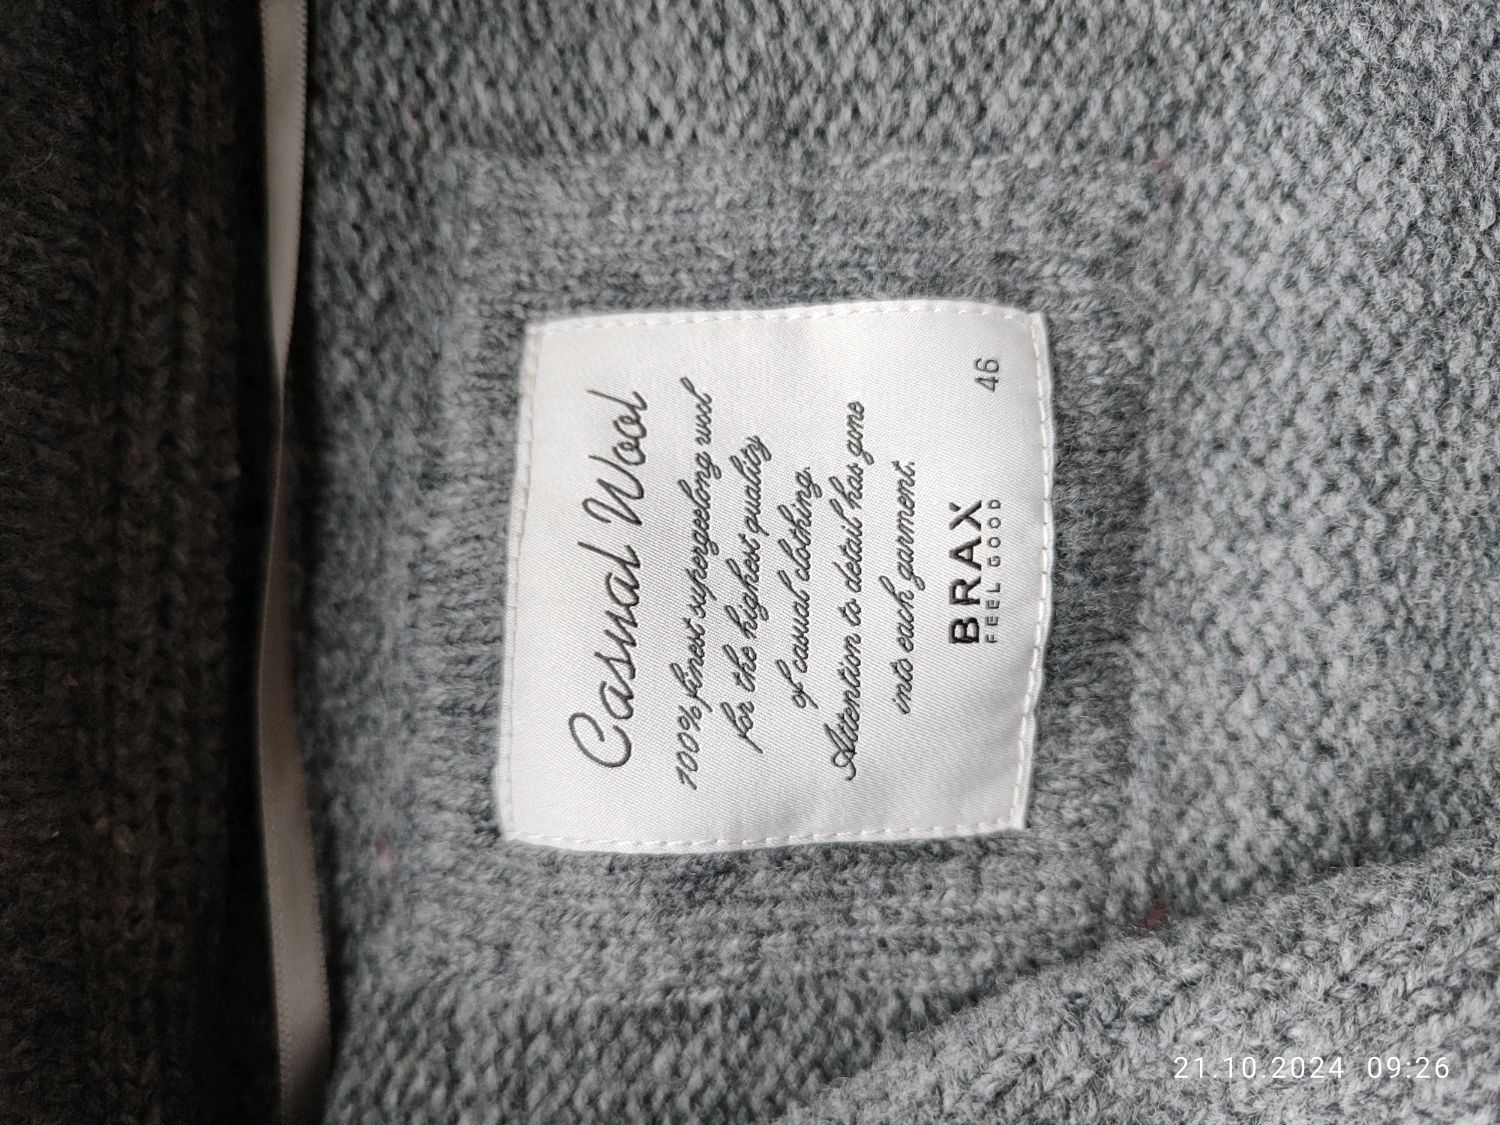 Casual Wool
100% finest supergeelong wool
for the highest quality
of casual clothing.
Attention to detail has gone
into each garment.
BRAX
FEEL GOOD
46
21.10.2024 09:26